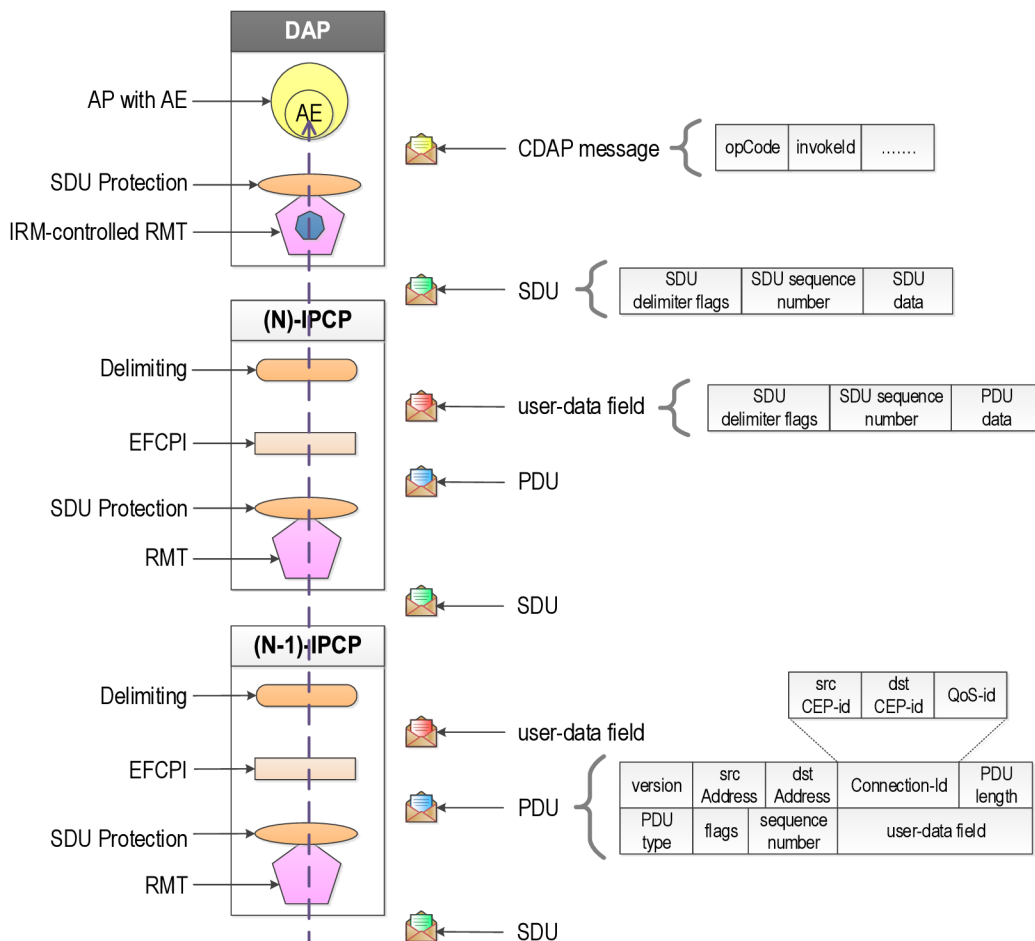 DAP
AP with AE
AE
CDAP message
opCode
invokeId
.......
SDU Protection
IRM-controlled RMT
SDU
SDU
delimiter flags
SDU sequence
number
SDU
data
(N)-IPCP
Delimiting
user-data field
SDU
delimiter flags
SDU sequence
number
PDU
data
EFCPI
PDU
SDU Protection
RMT
SDU
(N-1)-IPCP
Delimiting
src
CEP-id
dst
CEP-id
QoS-id
user-data field
EFCPI
PDU
version
src
Address
dst
Address
Connection-Id
PDU
length
PDU
type
flags
sequence
number
user-data field
SDU Protection
RMT
SDU